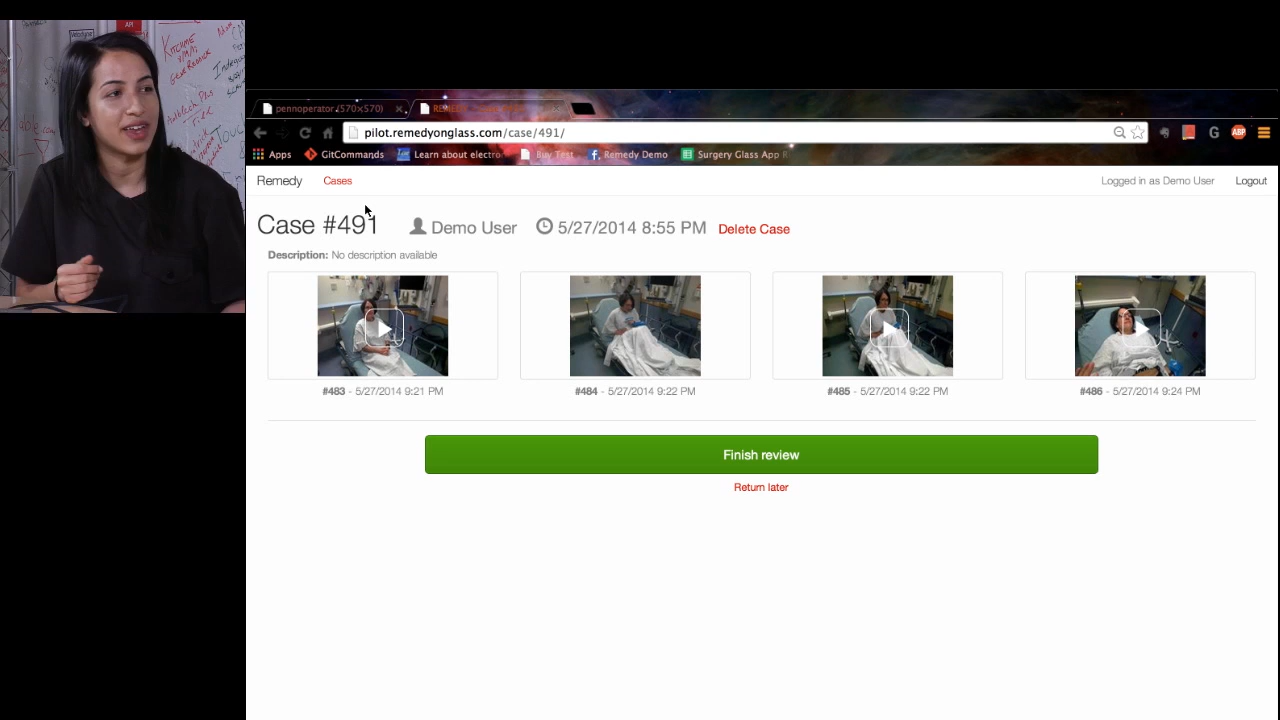 API
KITCHME
pennoperator (570×570)
pilot.remedyonglass.com/case/491/
Apps
GitCommands
Learn about electro
Buy Test
Remedy Demo
Surgery Glass App R
Remedy
Cases
Logged in as Demo User
Logout
Case #491
Demo User
5/27/2014 8:55 PM
Delete Case
Description: No description available
#483 - 5/27/2014 9:21 PM
#484 - 5/27/2014 9:22 PM
#485 - 5/27/2014 9:22 PM
#486 - 5/27/2014 9:24 PM
Finish review
Return later